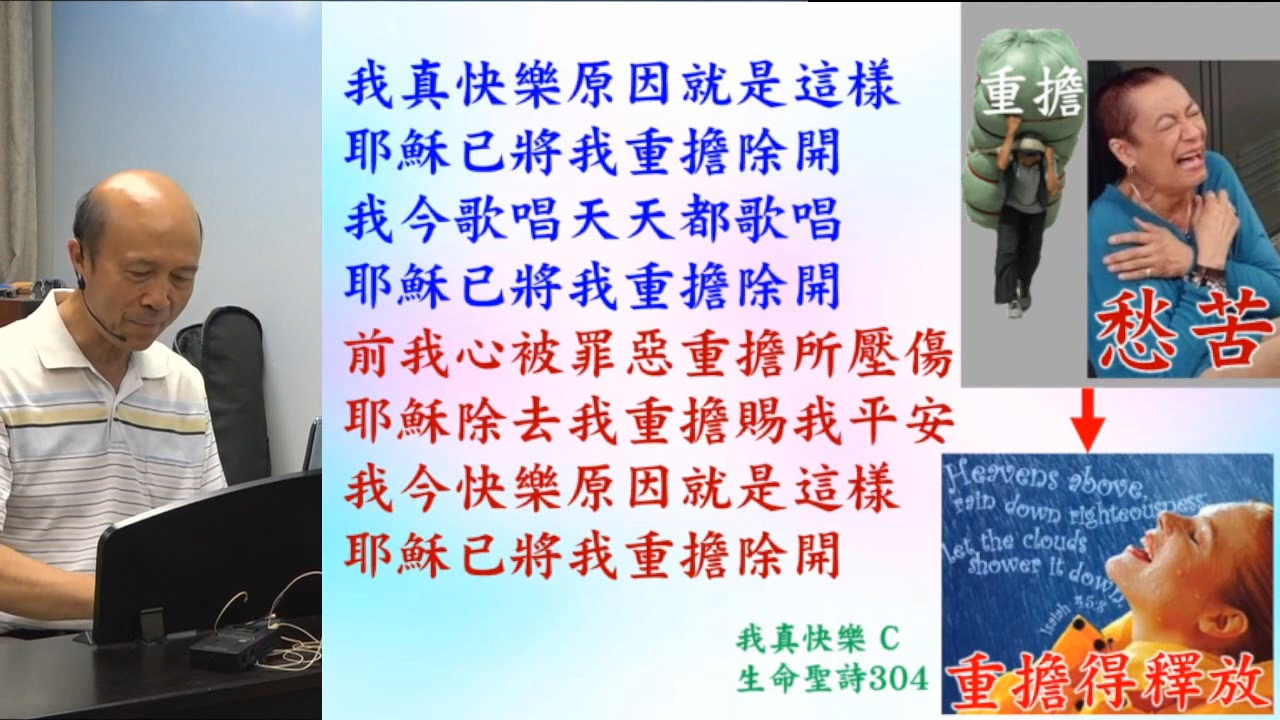 我真快樂原因就是這樣
耶穌已將我重擔除開
我今歌唱天天都歌唱
耶穌已將我重擔除開
前我心被罪惡重擔所壓傷
耶穌除去我重擔賜我平安
我今快樂原因就是這樣
耶穌已將我重擔除開
我真快樂 C
生命聖詩304
重擔
愁苦
Heavens above,
rain down righteousness
let the clouds
shower it down.
Isaiah 45:8
重擔得釋放